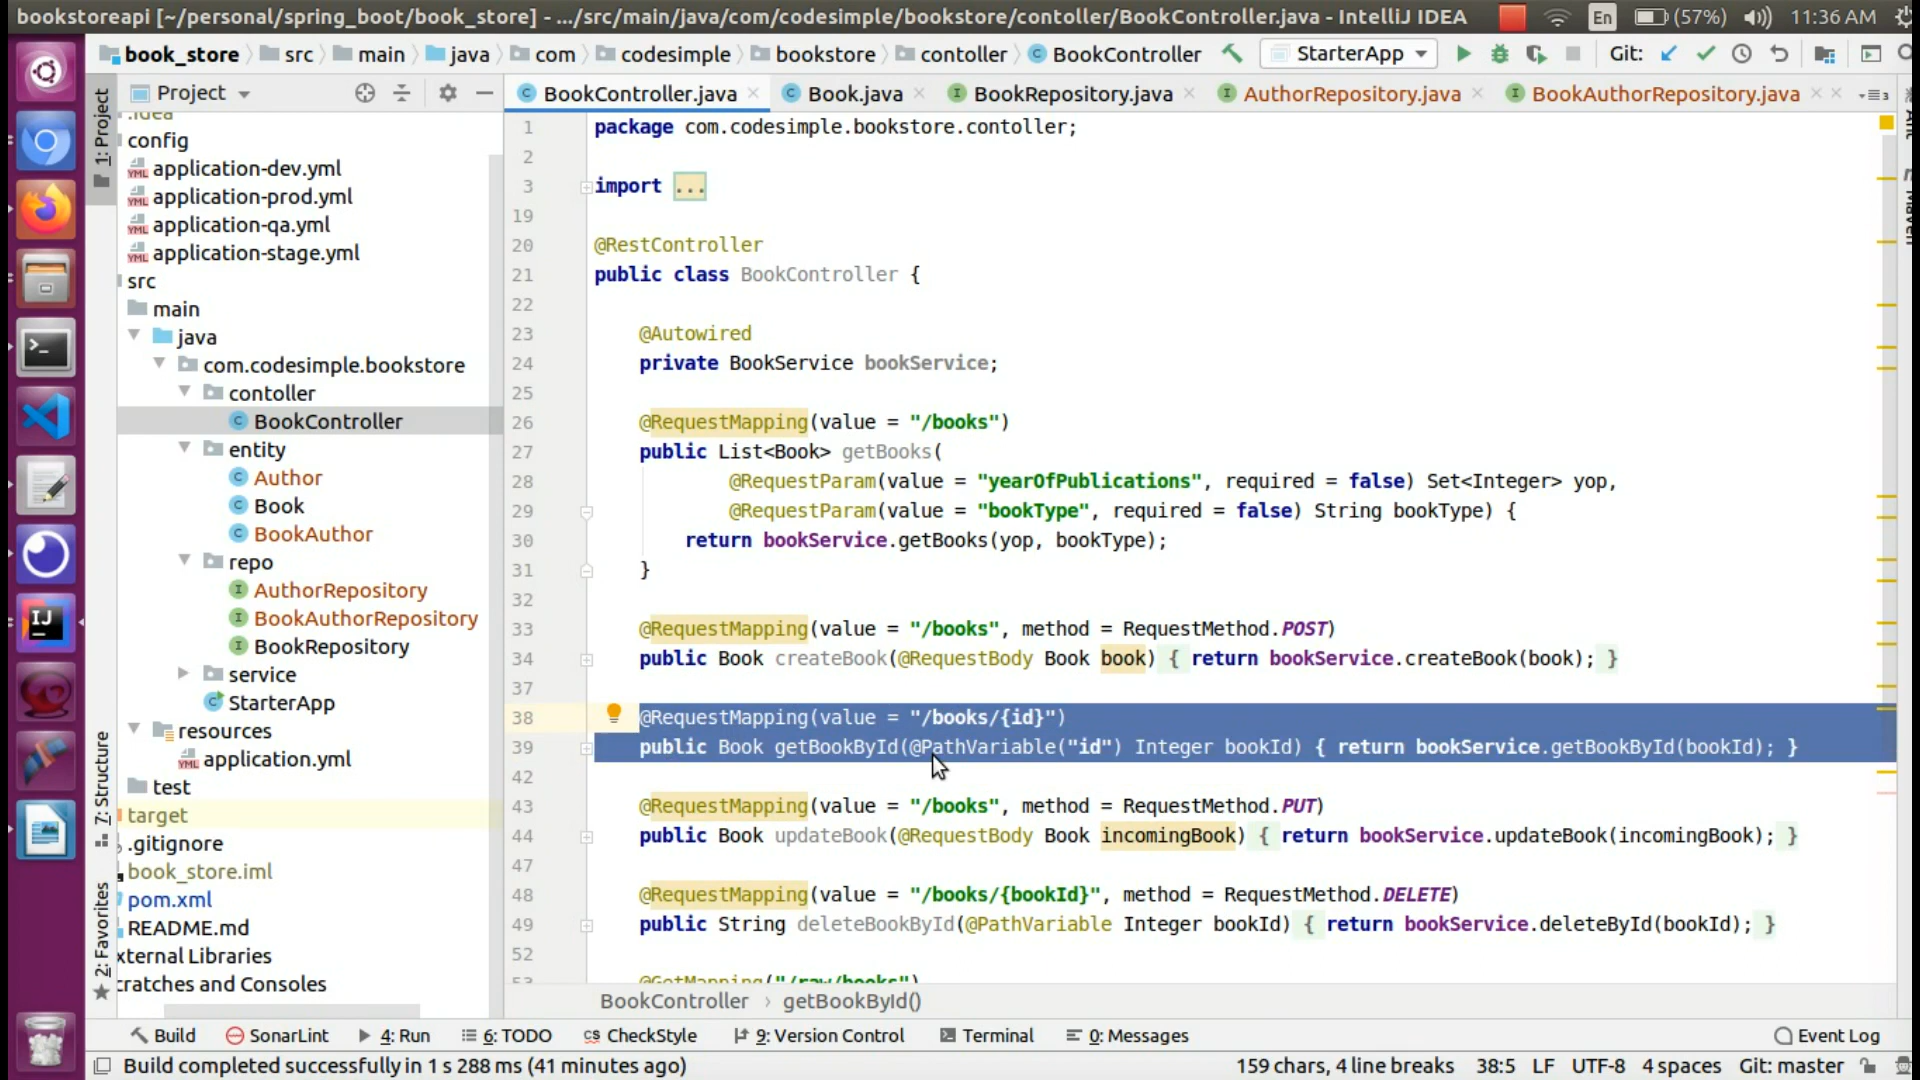 bookstoreapi [~/personal/spring_boot/book_store] - .../src/main/java/com/codesimple/bookstore/contoller/BookController.java - IntelliJ IDEA En (57%) 11:36 AM
book_store src main java com codesimple bookstore contoller BookController StarterApp Git:
1: Project
Project
BookController.java Book.java BookRepository.java AuthorRepository.java BookAuthorRepository.java
.idea
config
application-dev.yml
application-prod.yml
application-qa.yml
application-stage.yml
src
main
java
com.codesimple.bookstore
contoller
BookController
entity
Author
Book
BookAuthor
repo
AuthorRepository
BookAuthorRepository
BookRepository
service
StarterApp
resources
application.yml
test
target
.gitignore
book_store.iml
pom.xml
README.md
xternal Libraries
cratches and Consoles
7: Structure
2: Favorites
Ant
Maven
1 package com.codesimple.bookstore.contoller;
2
3 import ...
19
20 @RestController
21 public class BookController {
22
23 @Autowired
24 private BookService bookService;
25
26 @RequestMapping(value = "/books")
27 public List<Book> getBooks(
28 @RequestParam(value = "yearOfPublications", required = false) Set<Integer> yop,
29 @RequestParam(value = "bookType", required = false) String bookType) {
30 return bookService.getBooks(yop, bookType);
31 }
32
33 @RequestMapping(value = "/books", method = RequestMethod.POST)
34 public Book createBook(@RequestBody Book book) { return bookService.createBook(book); }
37
38 @RequestMapping(value = "/books/{id}")
39 public Book getBookById(@PathVariable("id") Integer bookId) { return bookService.getBookById(bookId); }
42
43 @RequestMapping(value = "/books", method = RequestMethod.PUT)
44 public Book updateBook(@RequestBody Book incomingBook) { return bookService.updateBook(incomingBook); }
47
48 @RequestMapping(value = "/books/{bookId}", method = RequestMethod.DELETE)
49 public String deleteBookById(@PathVariable Integer bookId) { return bookService.deleteById(bookId); }
52
53 @GetMapping("/raw/books")
BookController › getBookById()
Build SonarLint 4: Run 6: TODO CheckStyle 9: Version Control Terminal 0: Messages Event Log
Build completed successfully in 1 s 288 ms (41 minutes ago) 159 chars, 4 line breaks 38:5 LF UTF-8 4 spaces Git: master